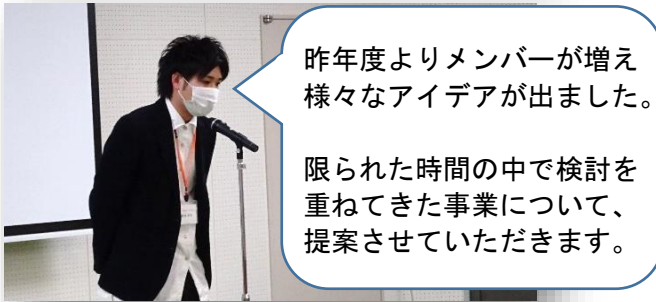 昨年度よりメンバーが増え
様々なアイデアが出ました。
限られた時間の中で検討を
重ねてきた事業について、
提案させていただきます。